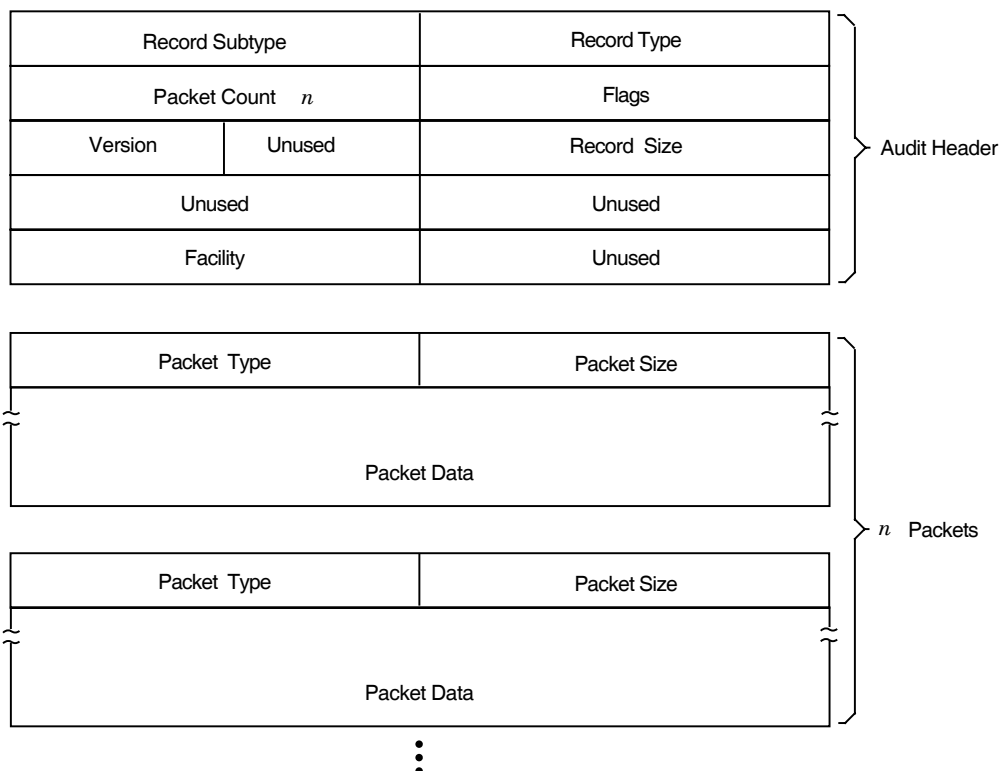 Record Subtype Record Type
Packet Count n Flags
Version Unused Record Size
Audit Header
Unused Unused
Facility Unused
Packet Type Packet Size
Packet Data
n Packets
Packet Type Packet Size
Packet Data